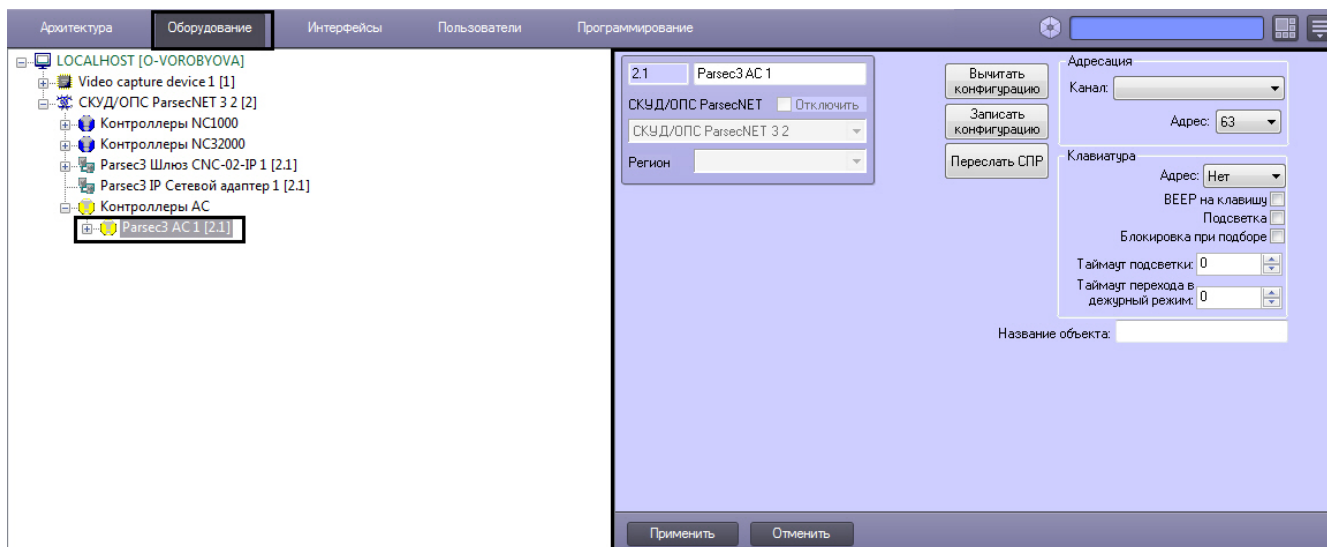 Архитектура Оборудование Интерфейсы Пользователи Программирование
LOCALHOST [O-VOROBYOVA]
Video capture device 1 [1]
СКУД/ОПС ParsecNET 3 2 [2]
Контроллеры NC1000
Контроллеры NC32000
Parsec3 Шлюз CNC-02-IP 1 [2.1]
Parsec3 IP Сетевой адаптер 1 [2.1]
Контроллеры AC
Parsec3 AC 1 [2.1]
2.1 Parsec3 AC 1
СКУД/ОПС ParsecNET Отключить
СКУД/ОПС ParsecNET 3 2
Регион
Вычитать
конфигурацию
Записать
конфигурацию
Переслать СПР
Адресация
Канал:
Адрес: 63
Клавиатура
Адрес: Нет
BEEP на клавишу
Подсветка
Блокировка при подборе
Таймаут подсветки: 0
Таймаут перехода в
дежурный режим: 0
Название объекта:
Применить Отменить